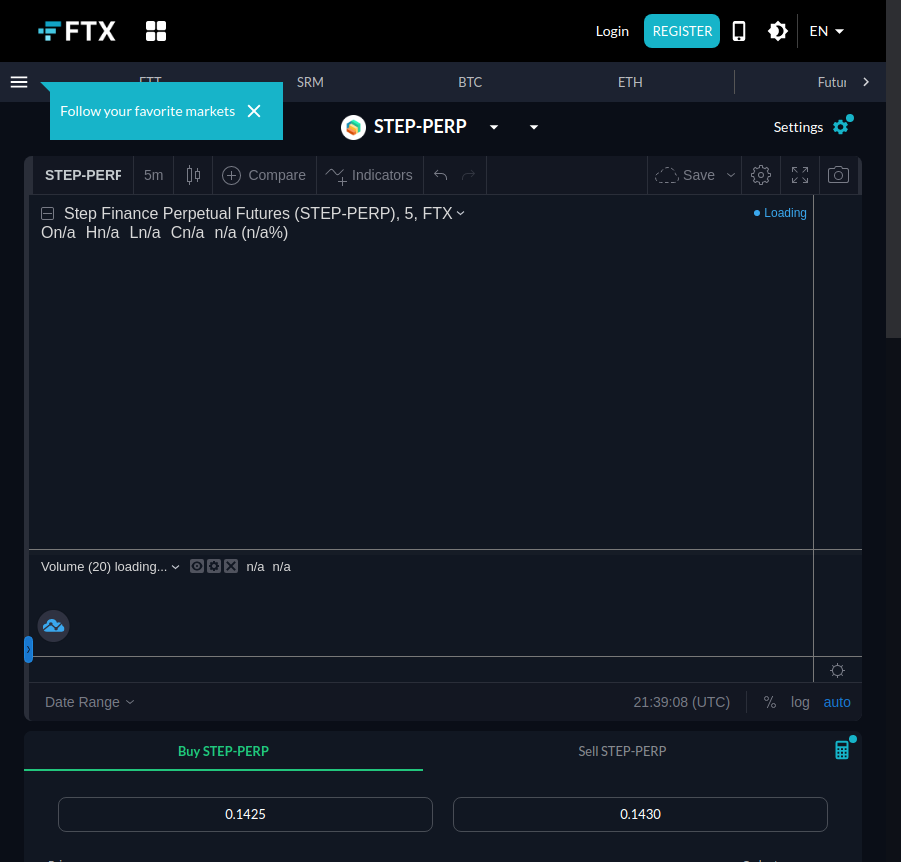 FTX
Login REGISTER EN
FTT SRM BTC ETH Futur
Follow your favorite markets
STEP-PERP
Settings
STEP-PERP 5m Compare Indicators Save
Step Finance Perpetual Futures (STEP-PERP), 5, FTX
Loading
On/a Hn/a Ln/a Cn/a n/a (n/a%)
Volume (20) loading... n/a n/a
Date Range 21:39:08 (UTC) % log auto
Buy STEP-PERP Sell STEP-PERP
0.1425 0.1430